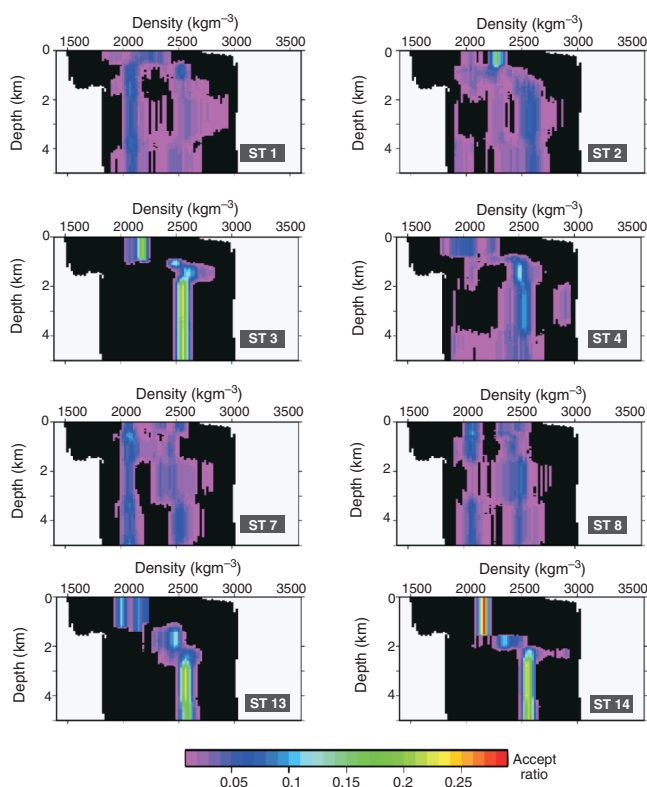 Density (kgm–3) Density (kgm–3)
1500 2000 2500 3000 3500 1500 2000 2500 3000 3500
0 0
Depth (km) 2 Depth (km) 2
4 4
ST 1 ST 2
Density (kgm–3) Density (kgm–3)
1500 2000 2500 3000 3500 1500 2000 2500 3000 3500
0 0
Depth (km) 2 Depth (km) 2
4 4
ST 3 ST 4
Density (kgm–3) Density (kgm–3)
1500 2000 2500 3000 3500 1500 2000 2500 3000 3500
0 0
Depth (km) 2 Depth (km) 2
4 4
ST 7 ST 8
Density (kgm–3) Density (kgm–3)
1500 2000 2500 3000 3500 1500 2000 2500 3000 3500
0 0
Depth (km) 2 Depth (km) 2
4 4
ST 13 ST 14
Accept
ratio
0.05 0.1 0.15 0.2 0.25